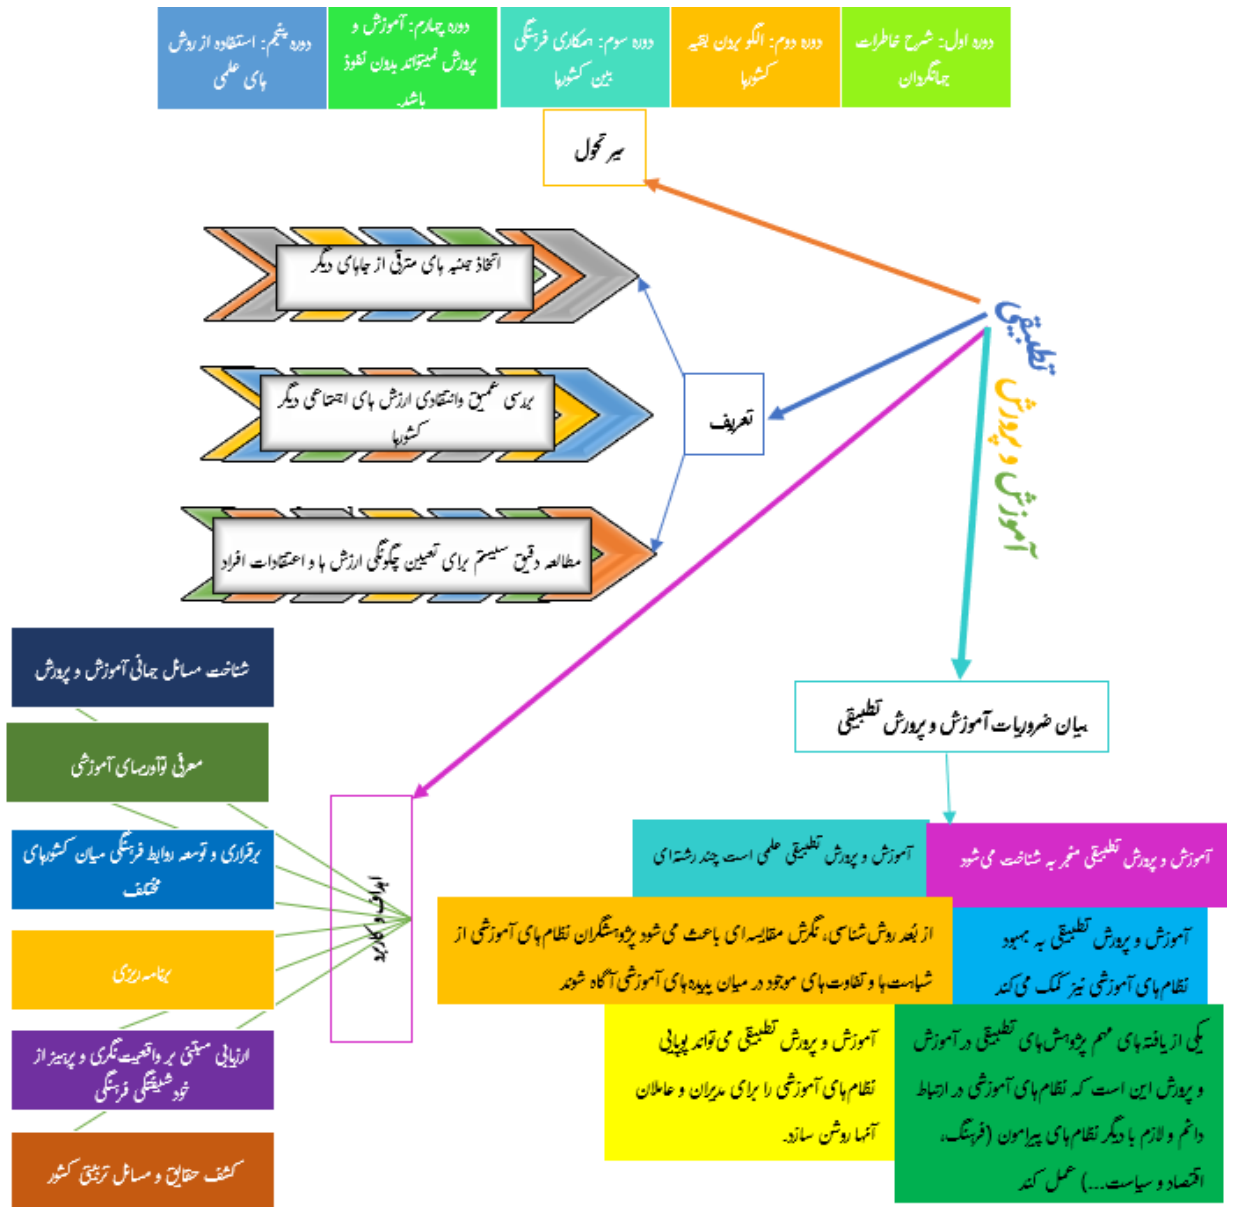 دوره اول: شرح خاطرات
جهانگردان
دوره دوم: الگو بردن بقیه
کشورها
دوره سوم: همکاری فرهنگی
بین کشورها
دوره چهارم: آموزش و
پرورش نمیتواند بدون نفوذ
باشد.
دوره پنجم: استفاده از روش
های علمی
سیر تحول
آموزش و پرورش تطبیقی
تعریف
اتخاذ جنبه های مترقی از جاهای دیگر
بررسی عمیق وانتقادی ارزش های اجتماعی دیگر
کشورها
مطالعه دقیق سیستم برای تعیین چگونگی ارزش ها و اعتقادات افراد
بیان ضروریات آموزش و پرورش تطبیقی
آموزش و پرورش تطبیقی منجر به شناخت می‌شود
آموزش و پرورش تطبیقی علمی است چند رشته‌ای
آموزش و پرورش تطبیقی به بهبود
نظام‌های آموزشی نیز کمک می‌کند
از بُعد روش‌شناسی، نگرش مقایسه‌ای باعث می‌شود پژوهشگران نظام‌های آموزشی از
شباهت‌ها و تفاوت‌های موجود در میان پدیده‌های آموزشی آگاه شوند
یکی از یافته‌های مهم پژوهش‌های تطبیقی در آموزش
و پرورش این است که نظام‌های آموزشی در ارتباط
دائم و لازم با دیگر نظام‌های پیرامون (فرهنگ،
اقتصاد و سیاست...) عمل کند
آموزش و پرورش تطبیقی می‌تواند پویایی
نظام‌های آموزشی را برای مدیران و عاملان
آنها روشن سازد.
شناخت مسائل جهانی آموزش و پرورش
معرفی نوآوریهای آموزشی
برقراری و توسعه روابط فرهنگی میان کشورهای
مختلف
برنامه ریزی
ارزیابی مبتنی بر واقعیت‌نگری و پرهیز از
خودشیفتگی فرهنگی
کشف حقایق و مسائل تربیتی کشور